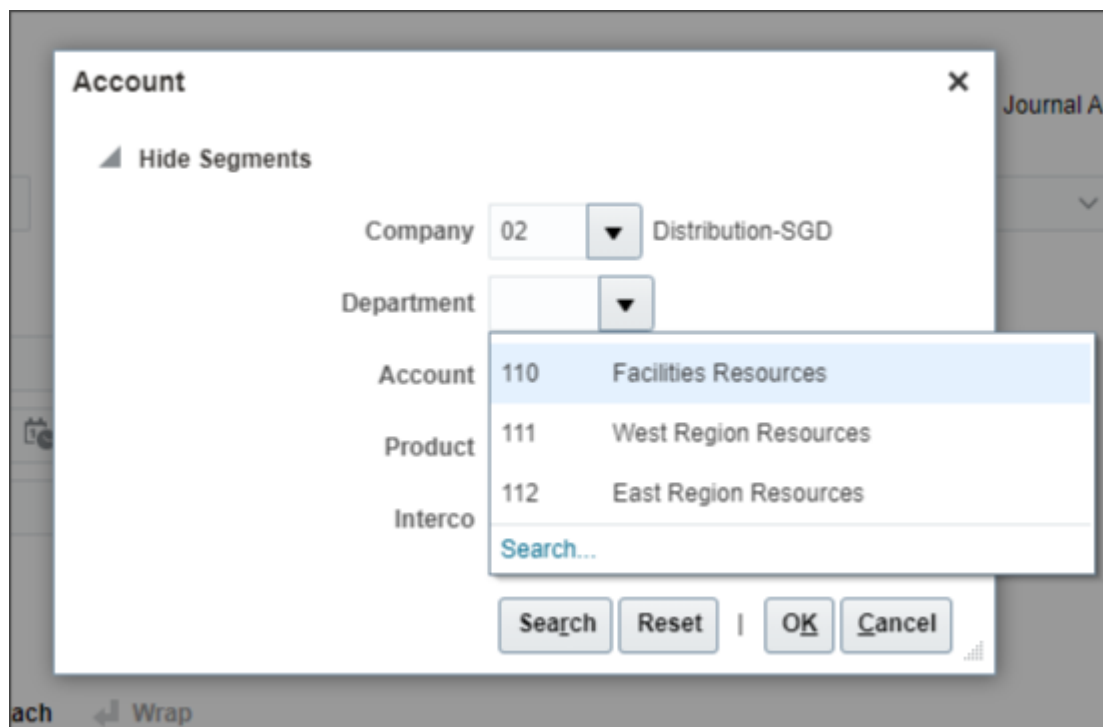 Account
Journal A
Hide Segments
Company 02 Distribution-SGD
Department
Account 110 Facilities Resources
Product 111 West Region Resources
112 East Region Resources
Interco
Search...
Search Reset | OK Cancel
ach Wrap